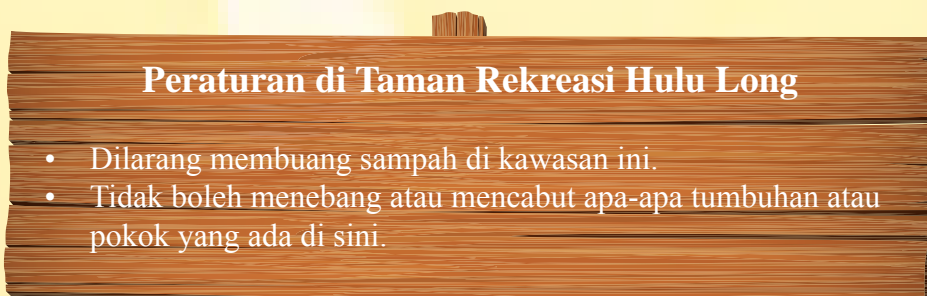 Peraturan di Taman Rekreasi Hulu Long
• Dilarang membuang sampah di kawasan ini.
• Tidak boleh menebang atau mencabut apa-apa tumbuhan atau
pokok yang ada di sini.